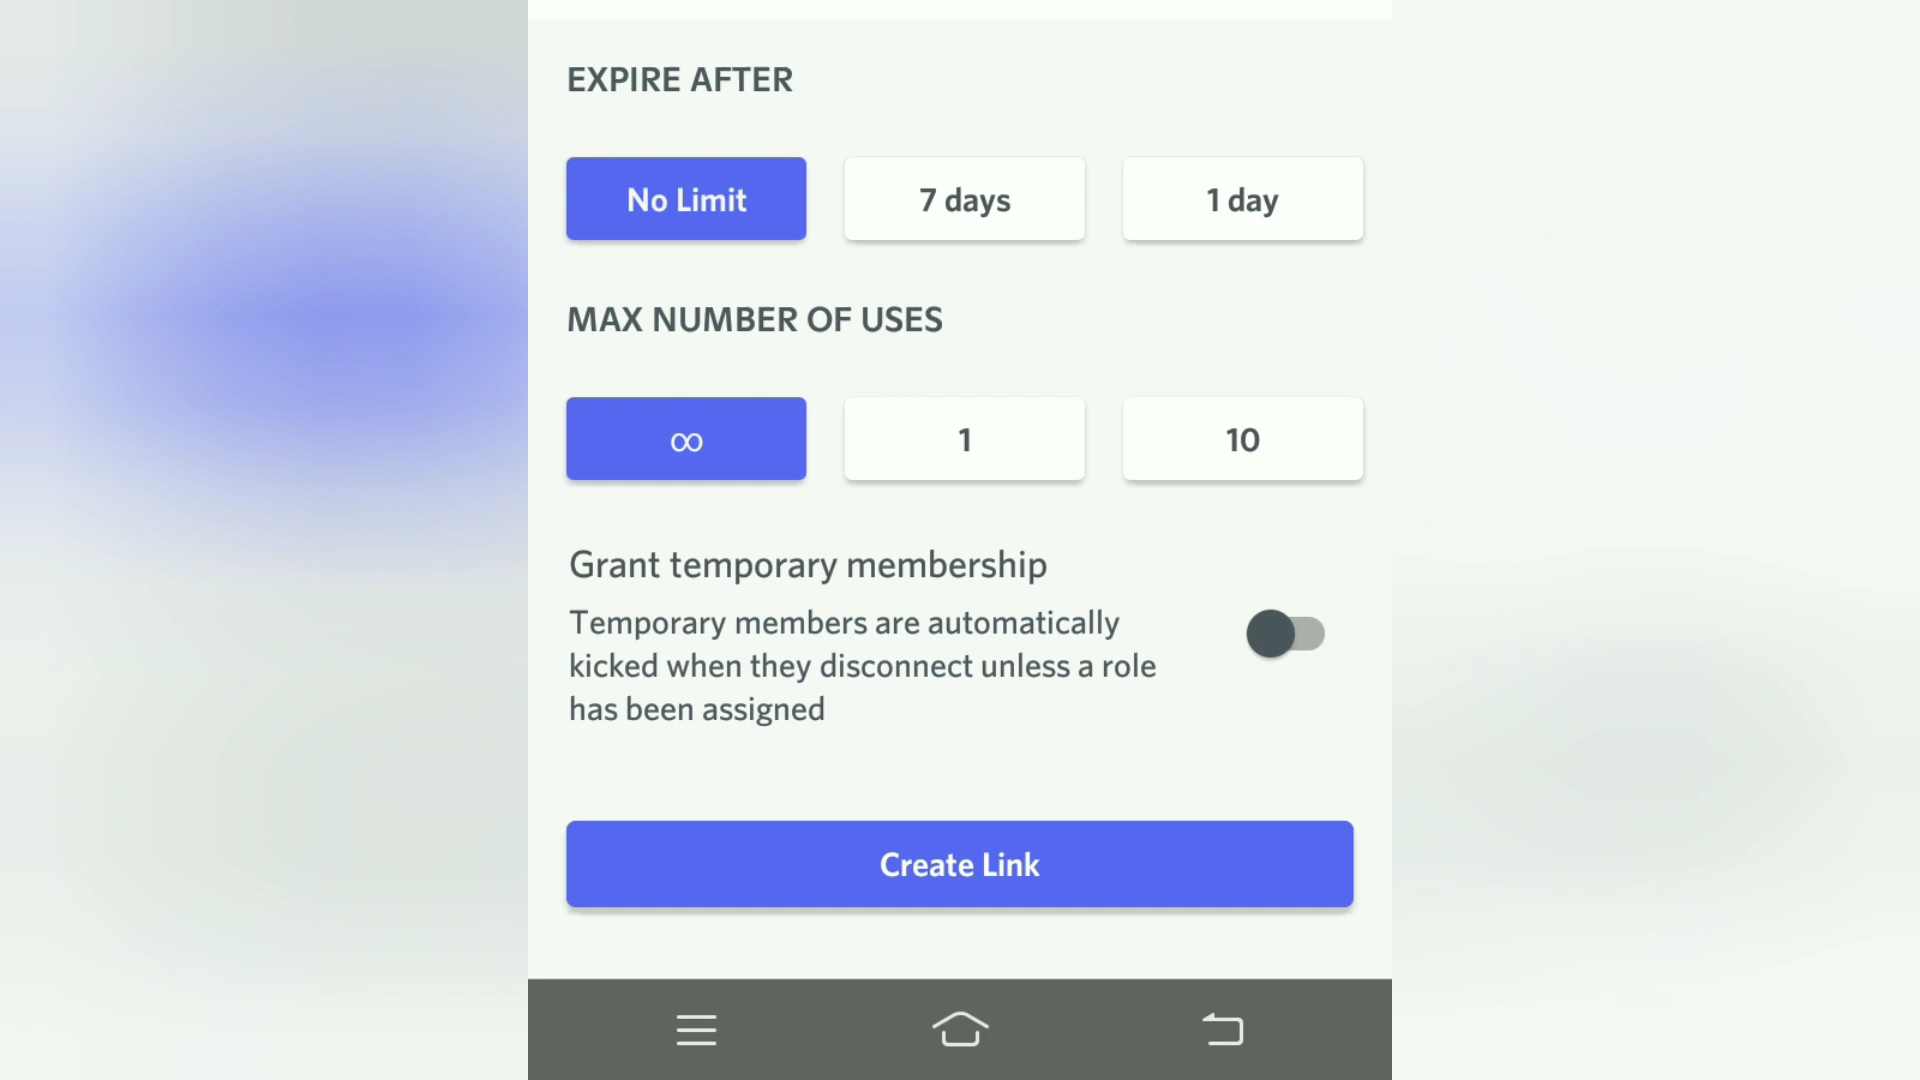 EXPIRE AFTER
No Limit
7 days
1 day
MAX NUMBER OF USES
∞
1
10
Grant temporary membership
Temporary members are automatically
kicked when they disconnect unless a role
has been assigned
Create Link